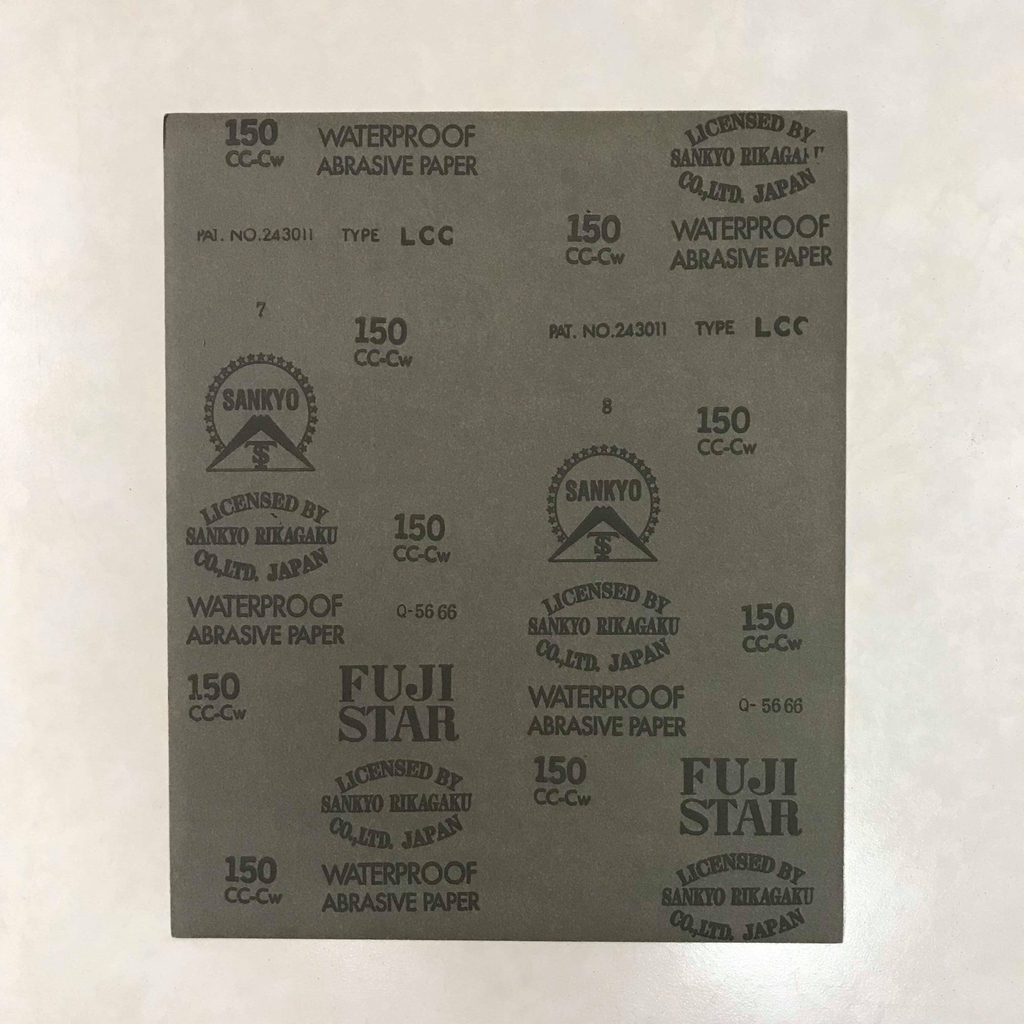 150
CC-Cw
WATERPROOF
ABRASIVE PAPER
LICENSED BY
SANKYO
CO.,LTD. JAPAN
PAT. NO.243011 TYPE LCC
150
CC-Cw
WATERPROOF
ABRASIVE PAPER
7
150
CC-Cw
PAT. NO.243011 TYPE LCC
SANKYO
8
150
CC-Cw
LICENSED BY
SANKYO RIKAGAKU
CO.,LTD. JAPAN
150
CC-Cw
SANKYO
WATERPROOF
ABRASIVE PAPER
Q-5666
LICENSED BY
SANKYO RIKAGAKU
CO.,LTD. JAPAN
150
CC-Cw
150
CC-Cw
FUJI
STAR
WATERPROOF
ABRASIVE PAPER
Q-5666
LICENSED BY
SANKYO RIKAGAKU
CO.,LTD. JAPAN
150
CC-Cw
FUJI
STAR
150
CC-Cw
WATERPROOF
ABRASIVE PAPER
LICENSED BY
SANKYO RIKAGAKU
CO.,LTD. JAPAN